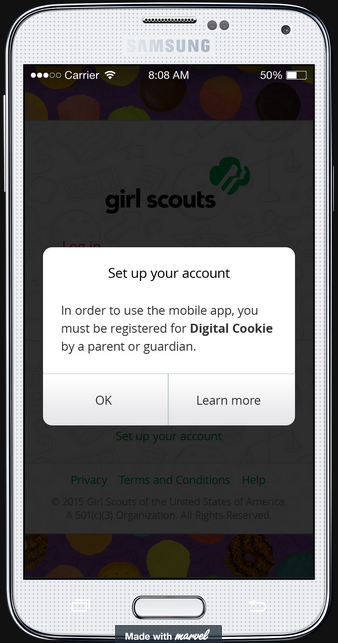 SAMSUNG
Carrier 8:08 AM 50%
girl scouts
Log in
Set up your account
In order to use the mobile app, you
must be registered for Digital Cookie
by a parent or guardian.
OK Learn more
Set up your account
Privacy Terms and Conditions Help
© 2015 Girl Scouts of the United States of America.
A 501(c)(3) Organization. All Rights Reserved.
Made with marvel